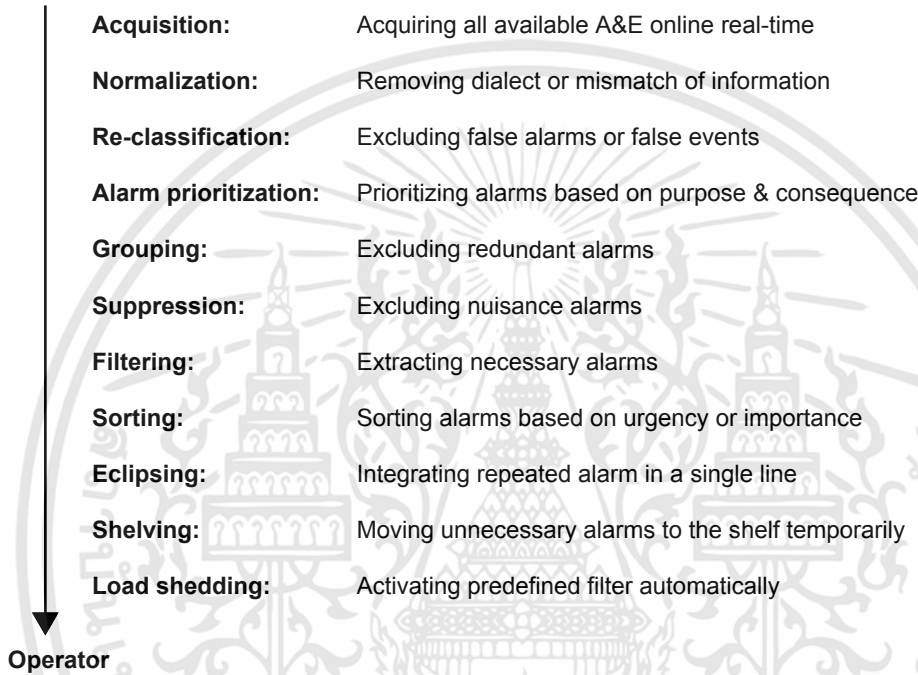 Acquisition: Acquiring all available A&E online real-time
Normalization: Removing dialect or mismatch of information
Re-classification: Excluding false alarms or false events
Alarm prioritization: Prioritizing alarms based on purpose & consequence
Grouping: Excluding redundant alarms
Suppression: Excluding nuisance alarms
Filtering: Extracting necessary alarms
Sorting: Sorting alarms based on urgency or importance
Eclipsing: Integrating repeated alarm in a single line
Shelving: Moving unnecessary alarms to the shelf temporarily
Load shedding: Activating predefined filter automatically
Operator